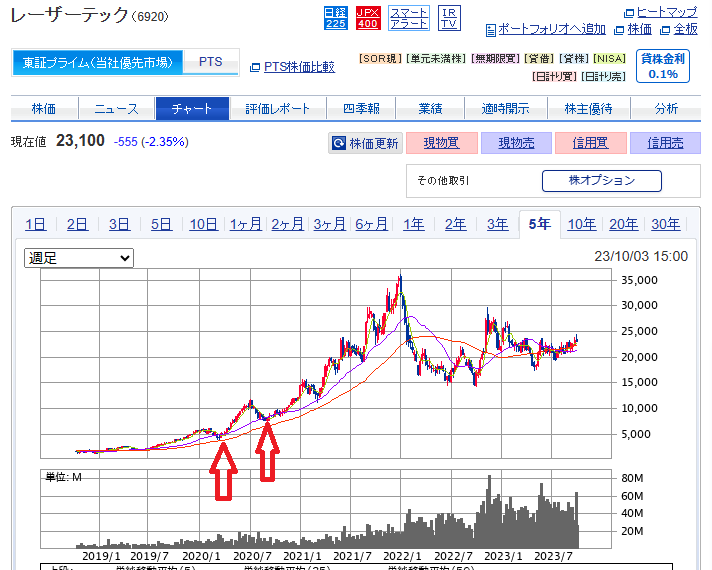 レーザーテック（6920）
日経 225 JPX 400 スマート アラート IR TV
ヒートマップ
ポートフォリオへ追加 株価 全板
東証プライム（当社優先市場） PTS PTS株価比較
[SOR現] [単元未満株] [無期限買] [貸借] [貸株] [NISA]
[日計り買] [日計り売]
貸株金利
0.1%
株価 ニュース チャート 評価レポート 四季報 業績 適時開示 株主優待 分析
現在値 23,100 -555 (-2.35%) 株価更新 現物買 現物売 信用買 信用売
その他取引 株オプション
1日 2日 3日 5日 10日 1ヶ月 2ヶ月 3ヶ月 6ヶ月 1年 2年 3年 5年 10年 20年 30年
週足 23/10/03 15:00
35,000
30,000
25,000
20,000
15,000
10,000
5,000
単位: M
80M
60M
40M
20M
2019/1 2019/7 2020/1 2020/7 2021/1 2021/7 2022/1 2022/7 2023/1 2023/7